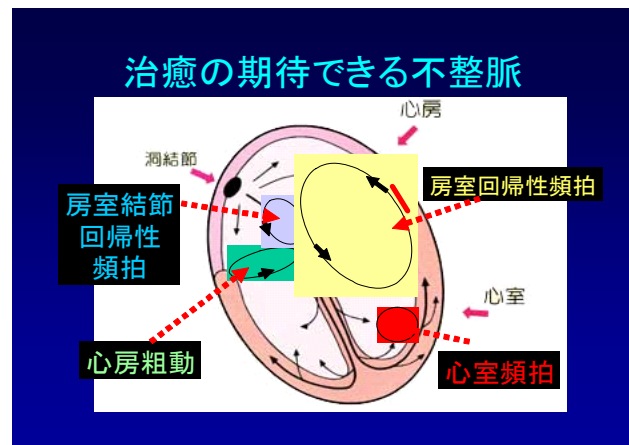 治癒の期待できる不整脈
心房
洞結節
房室回帰性頻拍
房室結節
回帰性
頻拍
心室
心房粗動
心室頻拍